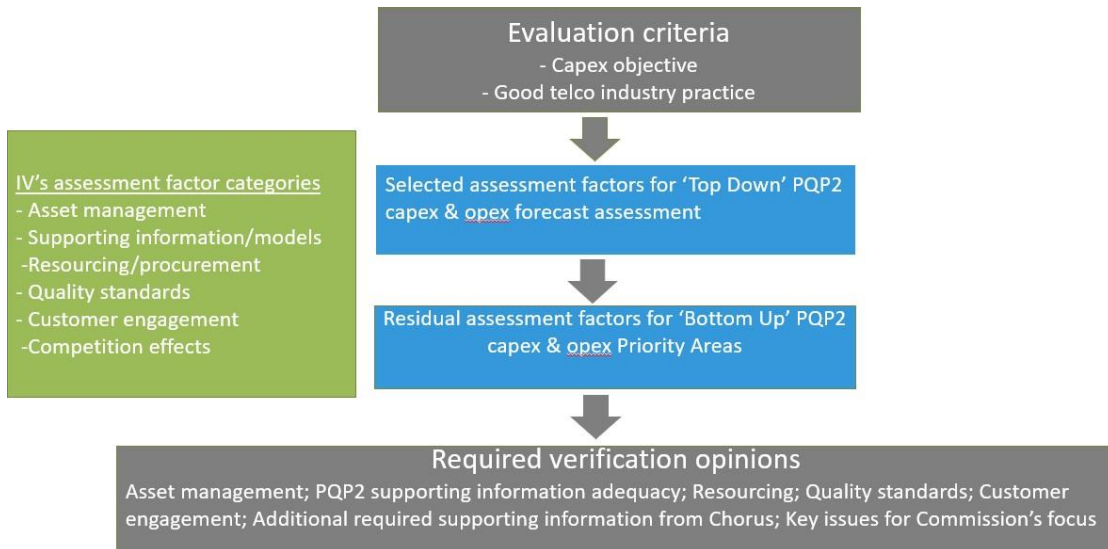 Evaluation criteria
- Capex objective
- Good telco industry practice
IV's assessment factor categories
- Asset management
- Supporting information/models
-Resourcing/procurement
- Quality standards
- Customer engagement
-Competition effects
Selected assessment factors for ‘Top Down’ PQP2
capex & opex forecast assessment
Residual assessment factors for ‘Bottom Up’ PQP2
capex & opex Priority Areas
Required verification opinions
Asset management; PQP2 supporting information adequacy; Resourcing; Quality standards; Customer
engagement; Additional required supporting information from Chorus; Key issues for Commission's focus